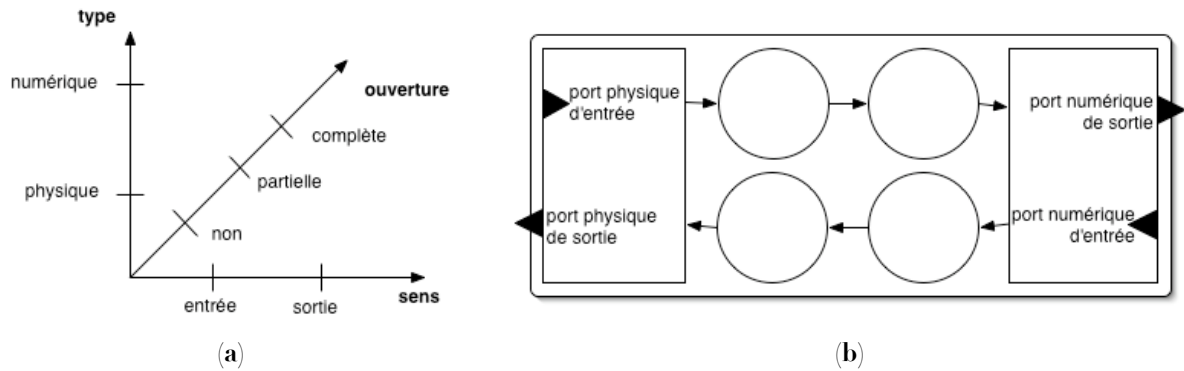 type
numérique
ouverture
complète
physique
partielle
non
sens
entrée
sortie
(a)
port physique
d'entrée
port numérique
de sortie
port physique
de sortie
port numérique
d'entrée
(b)